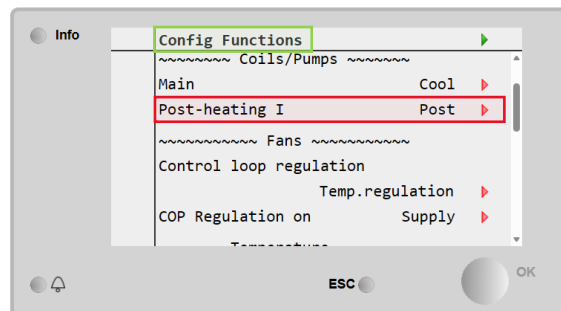 Info
Config Functions
~~~~~~~~ Coils/Pumps ~~~~~~~
Main Cool
Post-heating I Post
~~~~~~~~~~~ Fans ~~~~~~~~~~~
Control loop regulation
Temp.regulation
COP Regulation on Supply
Temperature
ESC
OK